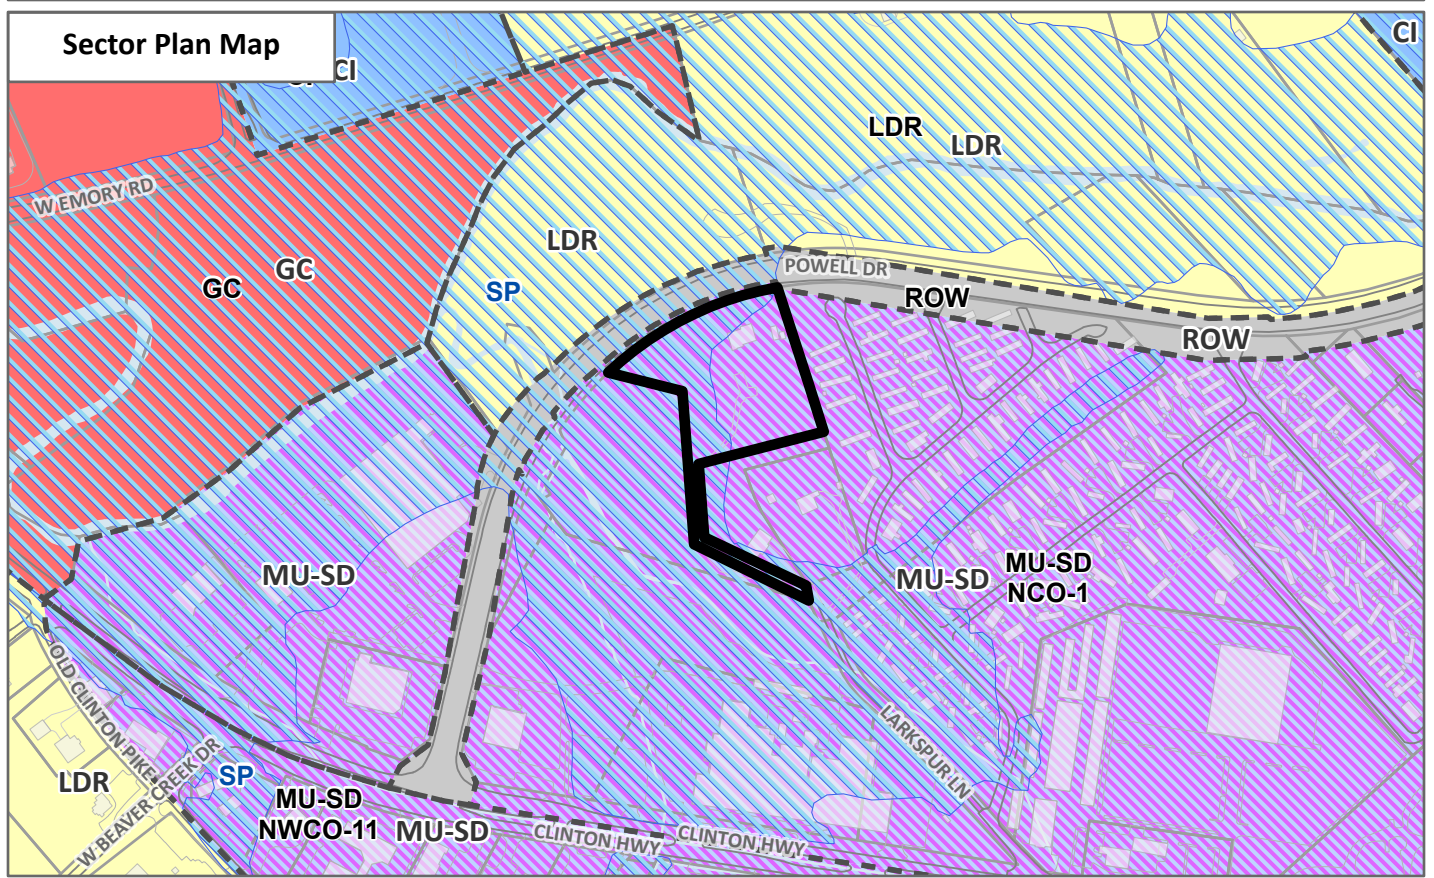 Sector Plan Map
CI
CI
W EMORY RD
LDR
LDR
LDR
GC
GC
SP
POWELL DR
ROW
ROW
MU-SD
MU-SD
MU-SD
NCO-1
OLD CLINTON PIKE
LDR
W BEAVER CREEK DR
SP
MU-SD
NWCO-11
MU-SD
CLINTON HWY
CLINTON HWY
LARKSPUR LN